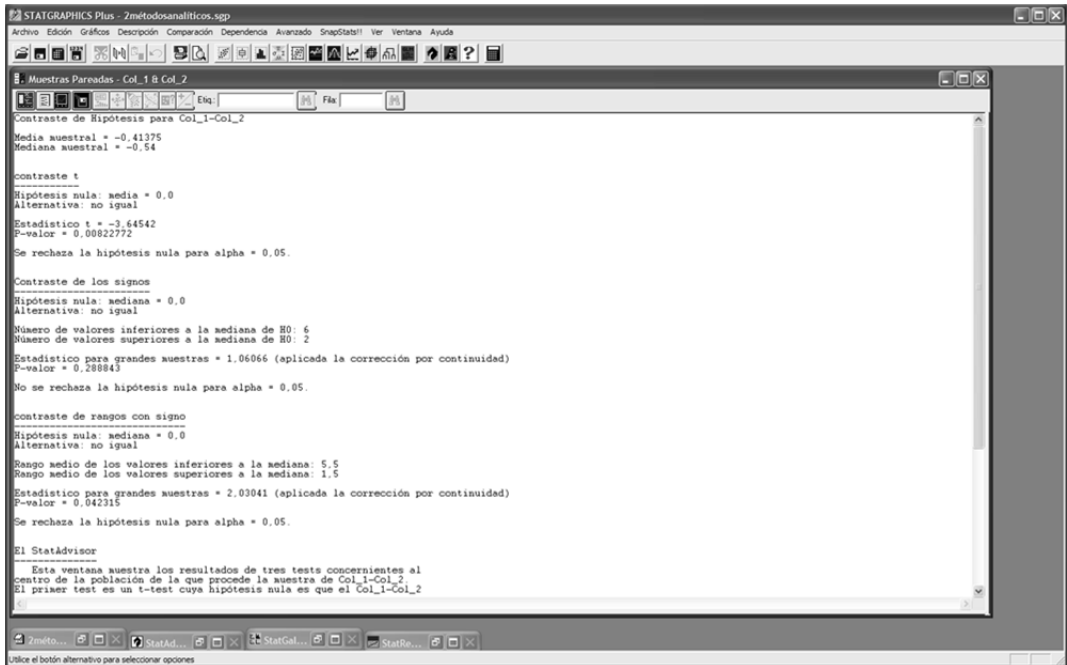 STATGRAPHICS Plus - 2métodosanalíticos.sgp
Archivo Edición Gráficos Descripción Comparación Dependencia Avanzado SnapStats!! Ver Ventana Ayuda
Muestras Pareadas - Col_1 & Col_2
Etiq.: Fila:
Contraste de Hipótesis para Col_1-Col_2
Media muestral = -0,41375
Mediana muestral = -0,54
contraste t
Hipótesis nula: media = 0,0
Alternativa: no igual
Estadístico t = -3,64542
P-valor = 0,00822772
Se rechaza la hipótesis nula para alpha = 0,05.
Contraste de los signos
Hipótesis nula: mediana = 0,0
Alternativa: no igual
Número de valores inferiores a la mediana de H0: 6
Número de valores superiores a la mediana de H0: 2
Estadístico para grandes muestras = 1,06066 (aplicada la corrección por continuidad)
P-valor = 0,288843
No se rechaza la hipótesis nula para alpha = 0,05.
contraste de rangos con signo
Hipótesis nula: mediana = 0,0
Alternativa: no igual
Rango medio de los valores inferiores a la mediana: 5,5
Rango medio de los valores superiores a la mediana: 1,5
Estadístico para grandes muestras = 2,03041 (aplicada la corrección por continuidad)
P-valor = 0,042315
Se rechaza la hipótesis nula para alpha = 0,05.
El StatAdvisor
Esta ventana muestra los resultados de tres tests concernientes al
centro de la población de la que procede la muestra de Col_1-Col_2.
El primer test es un t-test cuya hipótesis nula es que el Col_1-Col_2
2méto... StatAd... StatGal... StatRe...
Utilice el botón alternativo para seleccionar opciones